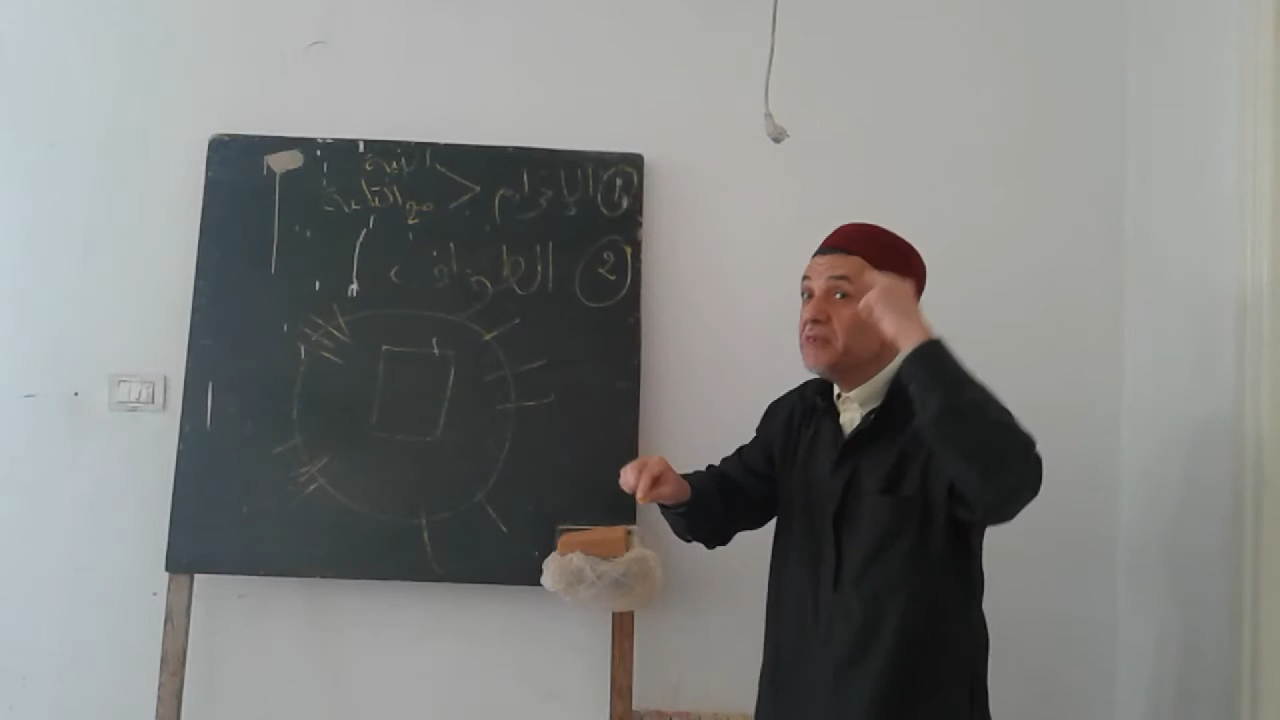 ① الإحرام < النية
مع التلبية
② الطواف